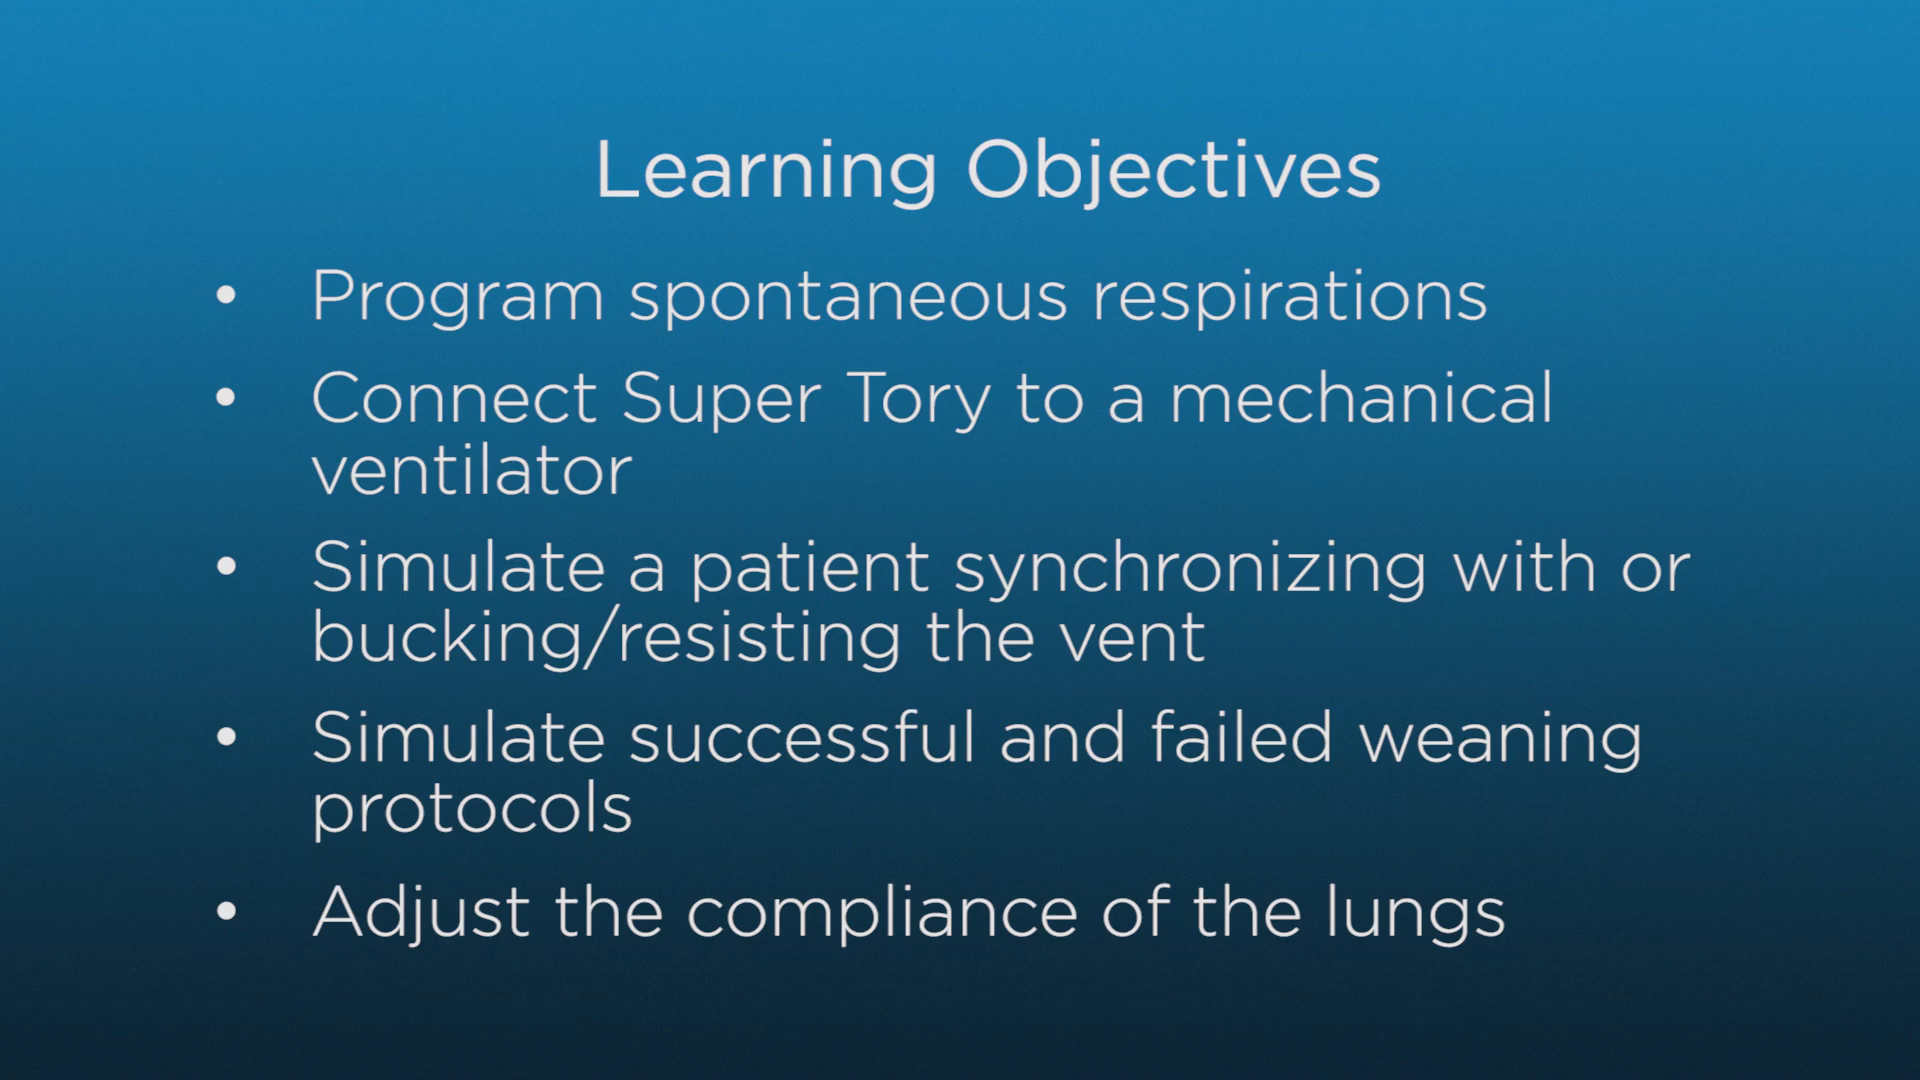 Learning Objectives
• Program spontaneous respirations
• Connect Super Tory to a mechanical
ventilator
• Simulate a patient synchronizing with or
bucking/resisting the vent
• Simulate successful and failed weaning
protocols
• Adjust the compliance of the lungs